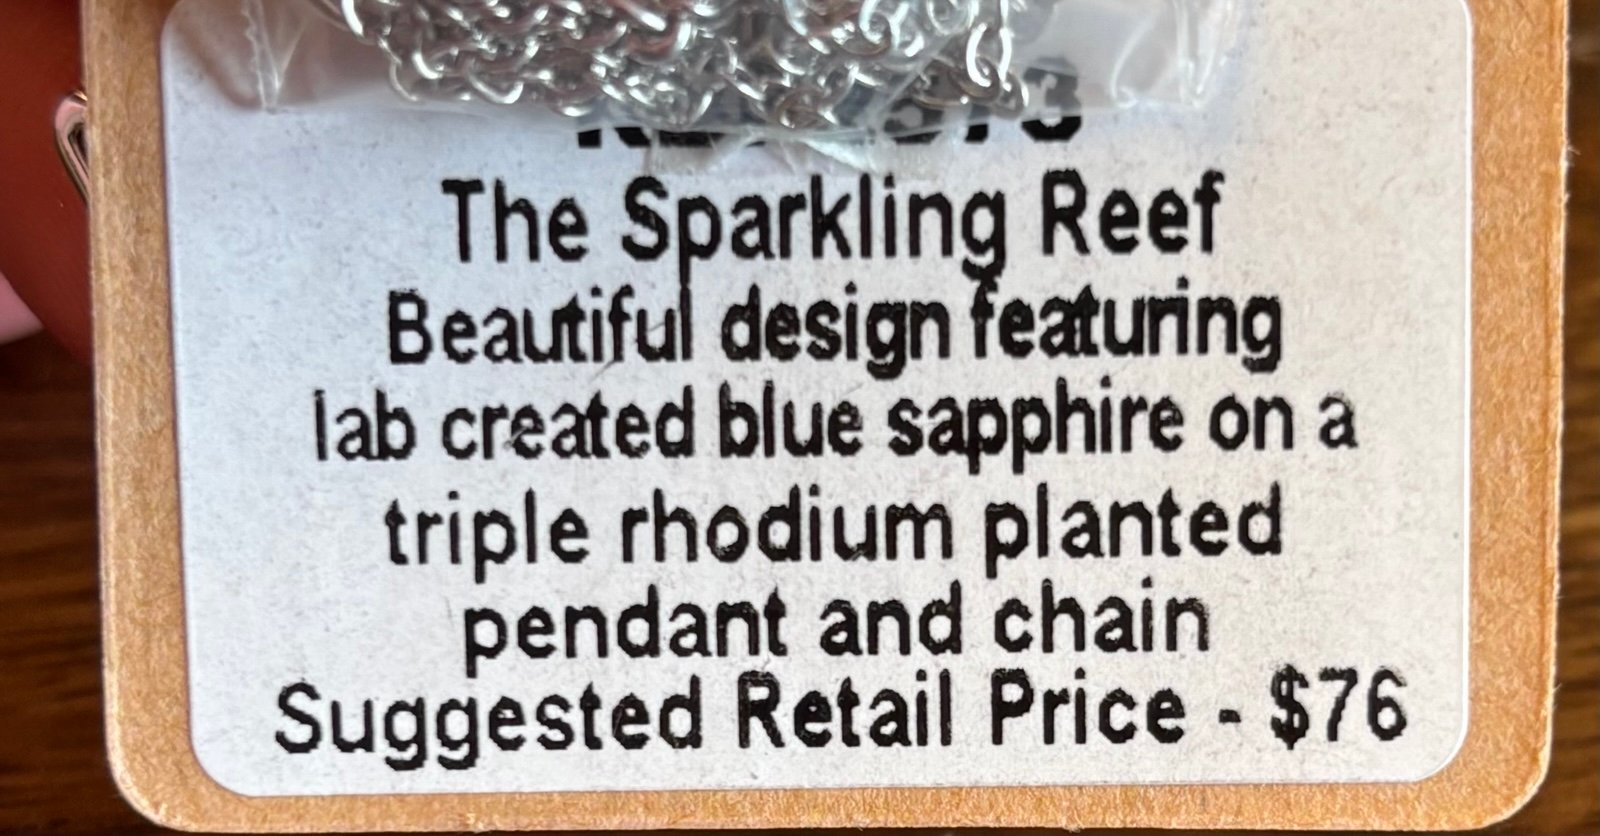 The Sparkling Reef
Beautiful design featuring
lab created blue sapphire on a
triple rhodium planted
pendant and chain
Suggested Retail Price - $76